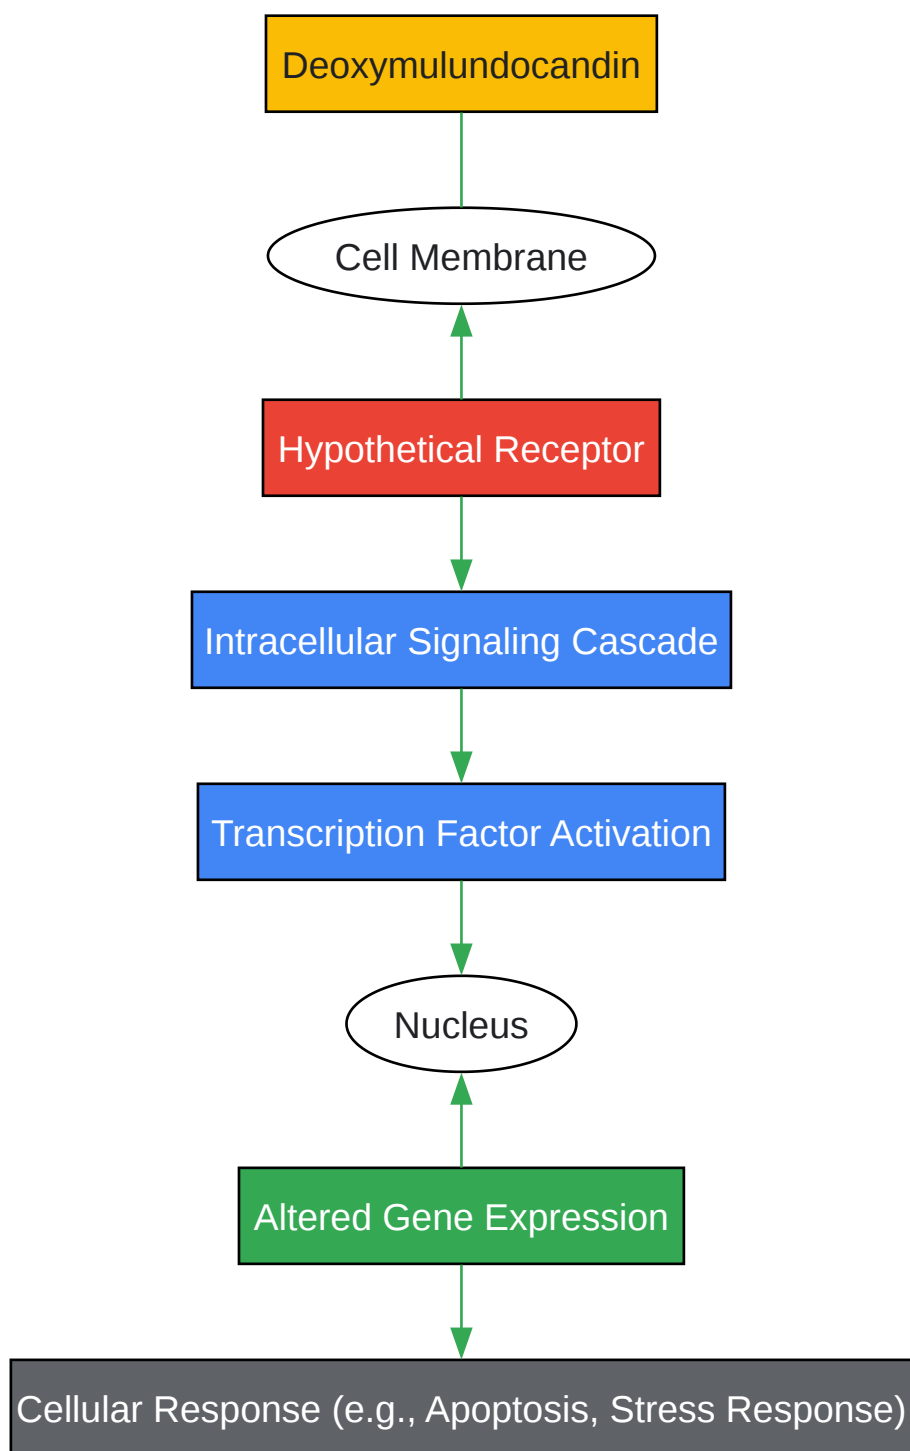 Deoxymulundocandin
Cell Membrane
Hypothetical Receptor
Intracellular Signaling Cascade
Transcription Factor Activation
Nucleus
Altered Gene Expression
Cellular Response (e.g., Apoptosis, Stress Response)